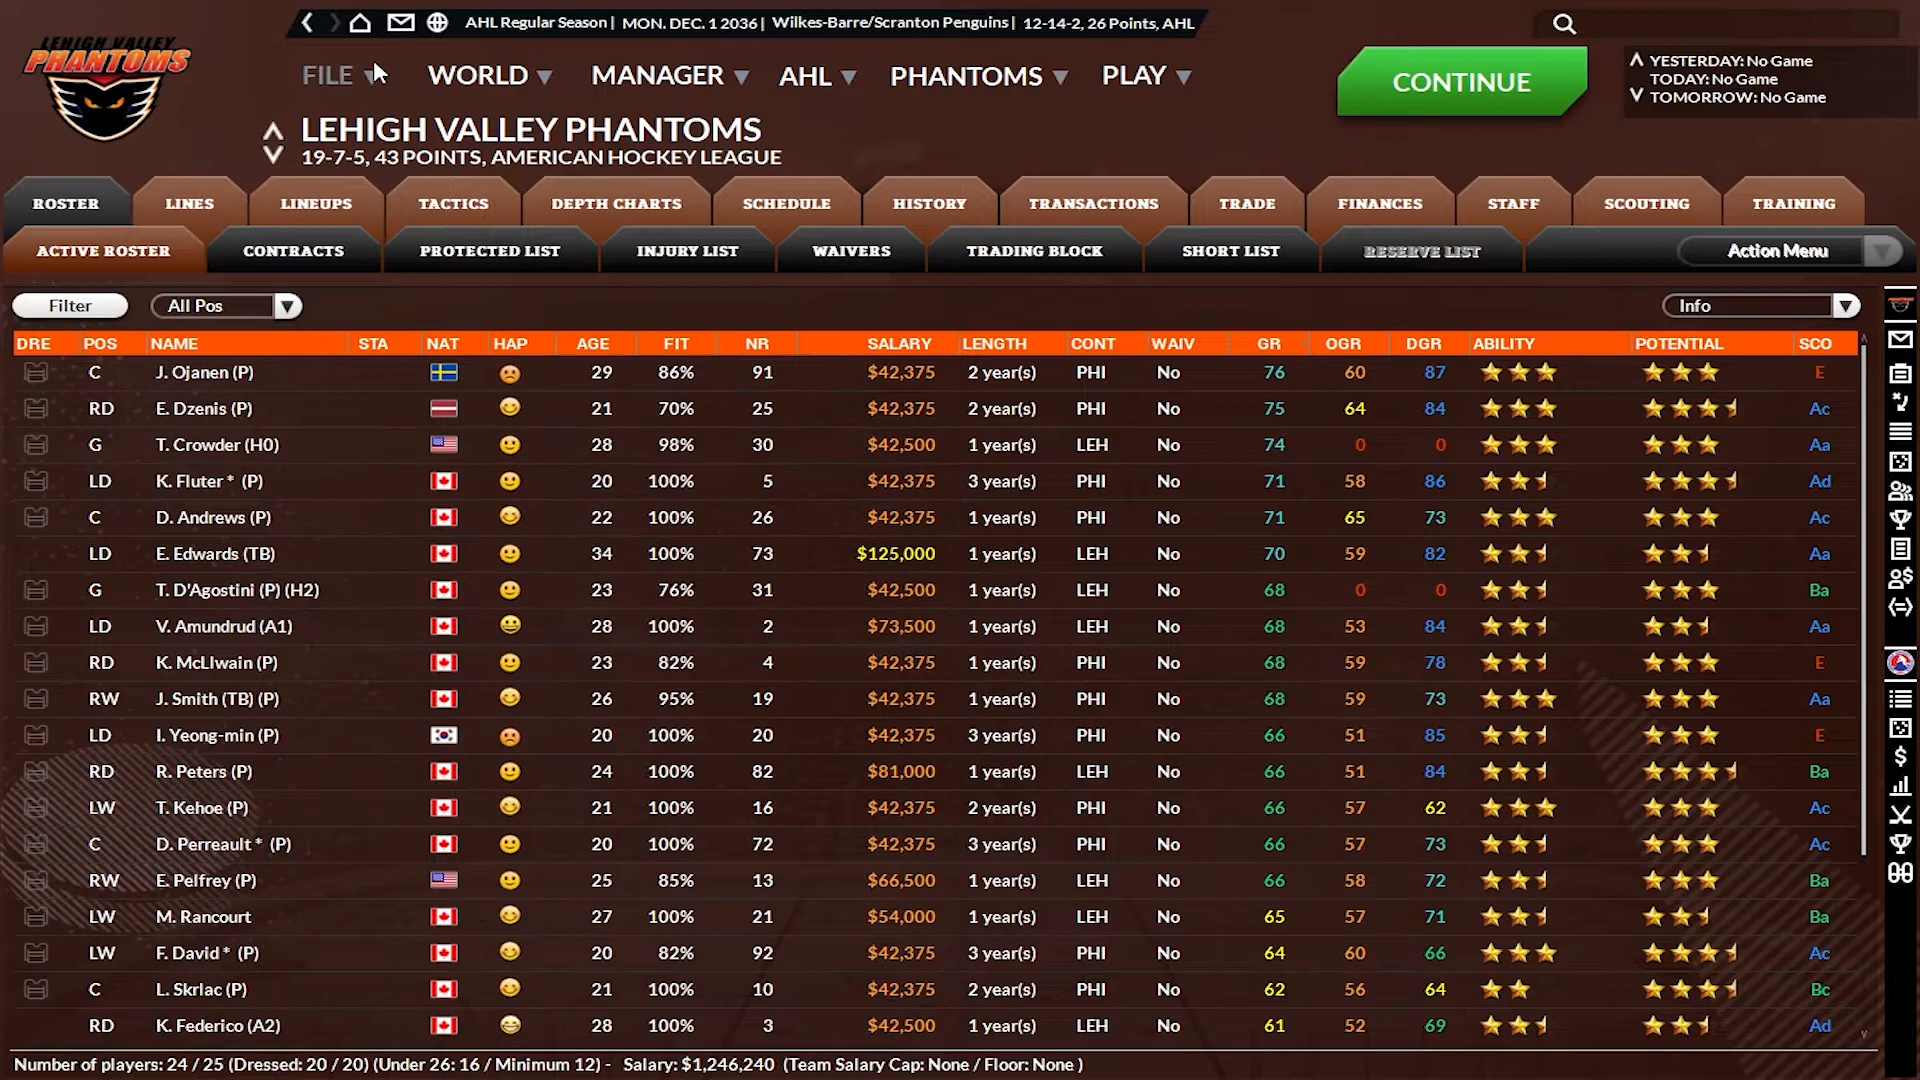 AHL Regular Season | MON. DEC. 1 2036 | Wilkes-Barre/Scranton Penguins | 12-14-2, 26 Points, AHL
LEHIGH VALLEY
PHANTOMS
FILE WORLD MANAGER AHL PHANTOMS PLAY
CONTINUE
YESTERDAY: No Game
TODAY: No Game
TOMORROW: No Game
LEHIGH VALLEY PHANTOMS
19-7-5, 43 POINTS, AMERICAN HOCKEY LEAGUE
ROSTER LINES LINEUPS TACTICS DEPTH CHARTS SCHEDULE HISTORY TRANSACTIONS TRADE FINANCES STAFF SCOUTING TRAINING
ACTIVE ROSTER CONTRACTS PROTECTED LIST INJURY LIST WAIVERS TRADING BLOCK SHORT LIST RESERVE LIST Action Menu
Filter All Pos Info
DRE POS NAME STA NAT HAP AGE FIT NR SALARY LENGTH CONT WAIV GR OGR DGR ABILITY POTENTIAL SCO
C J. Ojanen (P) 29 86% 91 $42,375 2 year(s) PHI No 76 60 87 E
RD E. Dzenis (P) 21 70% 25 $42,375 2 year(s) PHI No 75 64 84 Ac
G T. Crowder (H0) 28 98% 30 $42,500 1 year(s) LEH No 74 0 0 Aa
LD K. Fluter * (P) 20 100% 5 $42,375 3 year(s) PHI No 71 58 86 Ad
C D. Andrews (P) 22 100% 26 $42,375 1 year(s) PHI No 71 65 73 Ac
LD E. Edwards (TB) 34 100% 73 $125,000 1 year(s) LEH No 70 59 82 Aa
G T. D'Agostini (P) (H2) 23 76% 31 $42,500 1 year(s) LEH No 68 0 0 Ba
LD V. Amundrud (A1) 28 100% 2 $73,500 1 year(s) LEH No 68 53 84 Aa
RD K. McLlwain (P) 23 82% 4 $42,375 1 year(s) PHI No 68 59 78 E
RW J. Smith (TB) (P) 26 95% 19 $42,375 1 year(s) PHI No 68 59 73 Aa
LD I. Yeong-min (P) 20 100% 20 $42,375 3 year(s) PHI No 66 51 85 E
RD R. Peters (P) 24 100% 82 $81,000 1 year(s) LEH No 66 51 84 Ba
LW T. Kehoe (P) 21 100% 16 $42,375 2 year(s) PHI No 66 57 62 Ac
C D. Perreault * (P) 20 100% 72 $42,375 3 year(s) PHI No 66 57 73 Ac
RW E. Pelfrey (P) 25 85% 13 $66,500 1 year(s) LEH No 66 58 72 Ba
LW M. Rancourt 27 100% 21 $54,000 1 year(s) LEH No 65 57 71 Ba
LW F. David * (P) 20 82% 92 $42,375 3 year(s) PHI No 64 60 66 Ac
C L. Skrlac (P) 21 100% 10 $42,375 2 year(s) PHI No 62 56 64 Bc
RD K. Federico (A2) 28 100% 3 $42,500 1 year(s) LEH No 61 52 69 Ad
Number of players: 24 / 25 (Dressed: 20 / 20) (Under 26: 16 / Minimum 12) - Salary: $1,246,240 (Team Salary Cap: None / Floor: None )